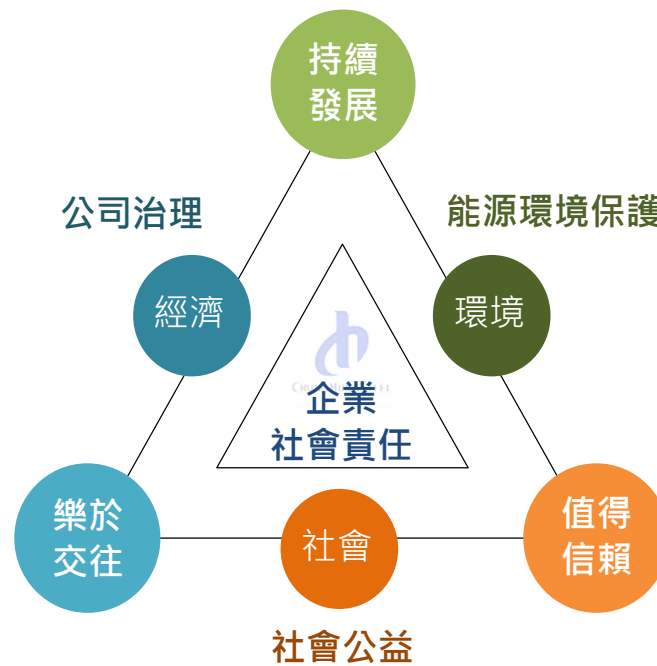 持續
發展
公司治理
能源環境保護
經濟
環境
企業
社會責任
樂於
交往
社會
值得
信賴
社會公益